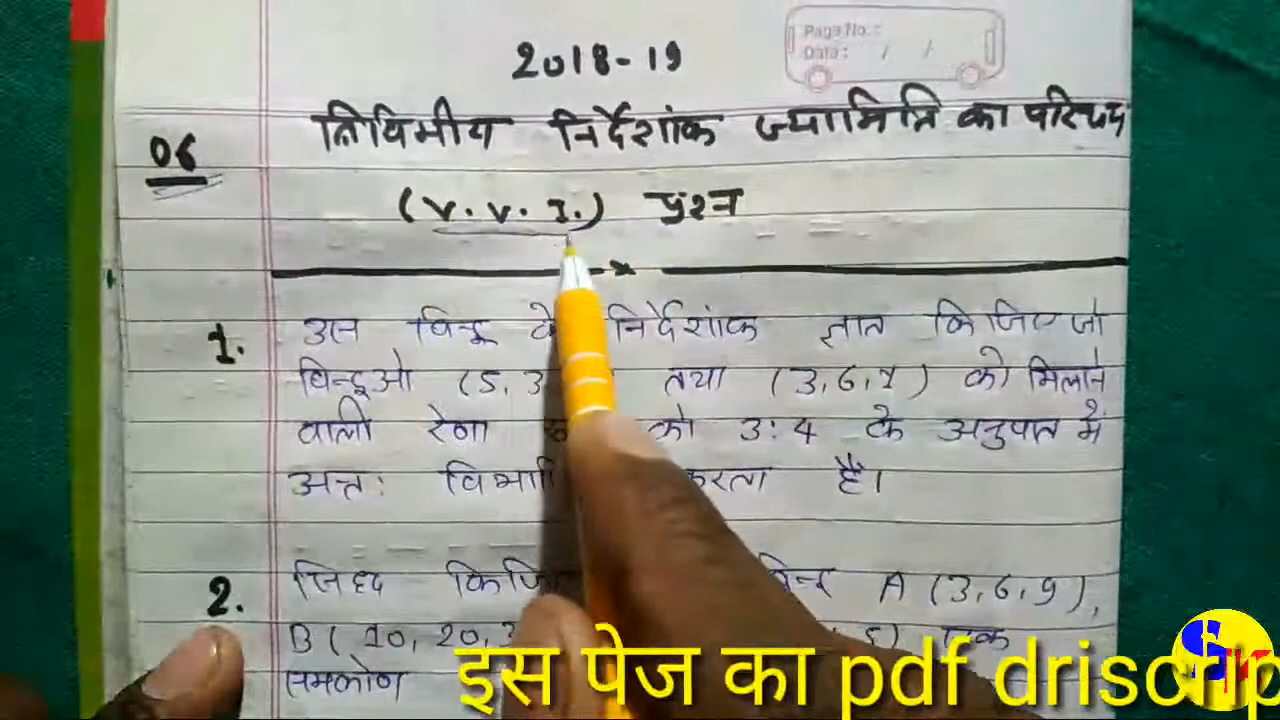 Page No. :
Date : / /
2018-19
06
त्रिविमीय निर्देशांक ज्यामिति का परिचय
(V.V.I.) प्रश्न
1. उस बिन्दू के निर्देशांक ज्ञात किजिए जो
बिन्दूओ (5, 3 तथा (3,6,7) को मिलाने
वाली रेखा को 3:4 के अनुपात में
अन्तः करता है।
2. सिद्ध A (3,6,9),
B ( 10, 20, 3 एक
समकोण
इस पेज का pdf driscrip